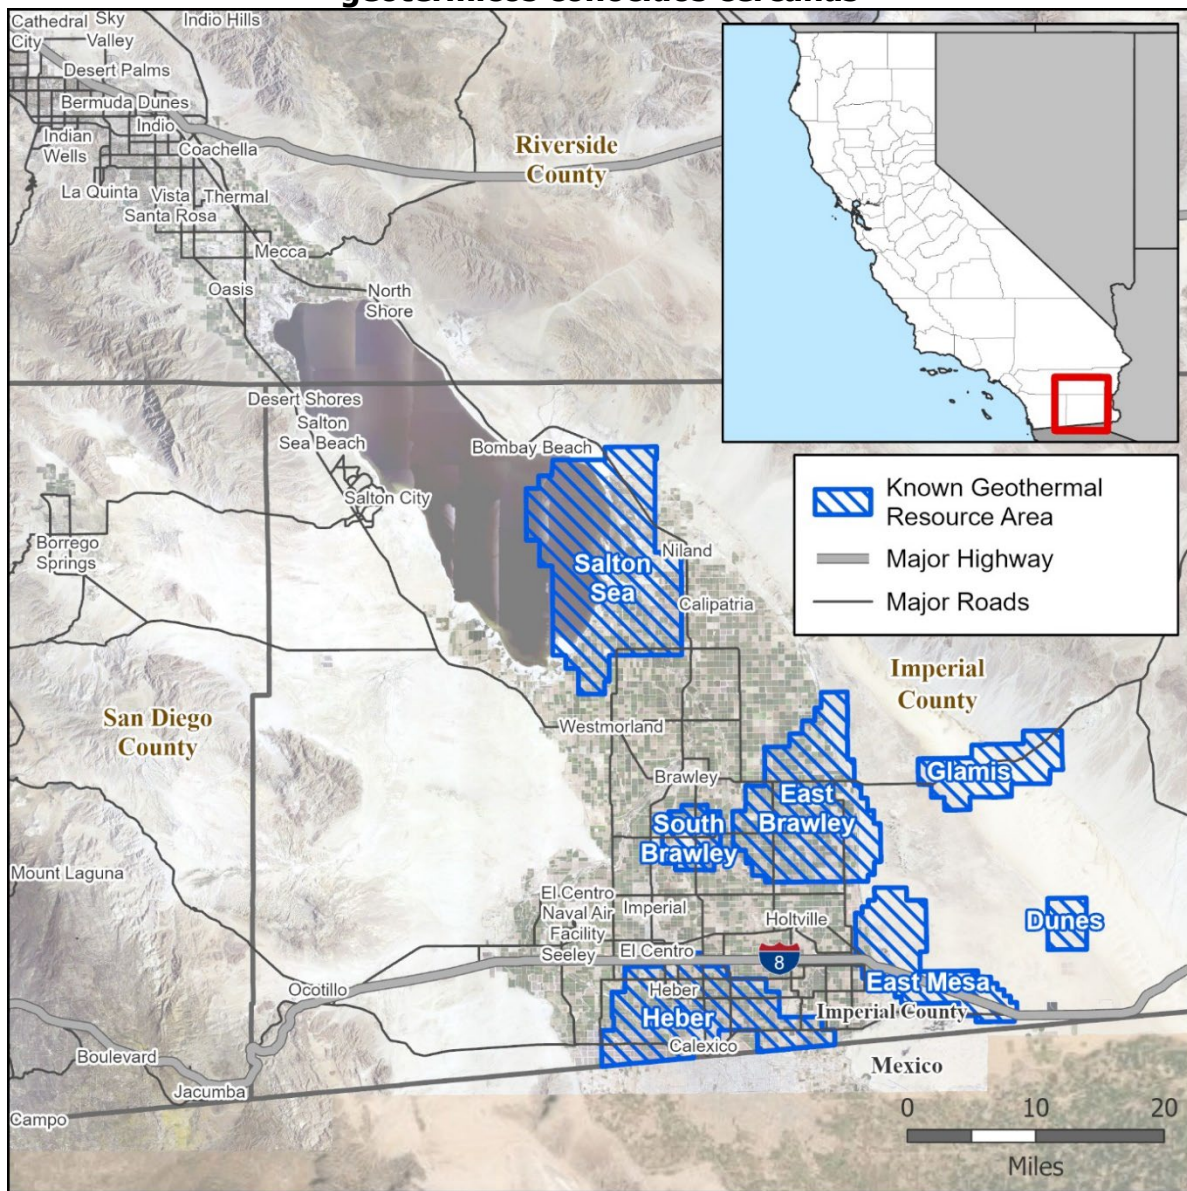 geotérmicos conocidos cercanas
Cathedral
City
Sky
Valley
Indio Hills
Desert Palms
Bermuda Dunes
Indio
Indian
Wells
Coachella
La Quinta
Vista
Santa Rosa
Thermal
Mecca
Oasis
North
Shore
Riverside
County
Desert Shores
Salton
Sea Beach
Bombay Beach
Salton City
Borrego
Springs
Salton
Sea
Niland
Calipatria
Known Geothermal
Resource Area
Major Highway
Major Roads
Imperial
County
San Diego
County
Westmorland
Brawley
Glamis
East
Brawley
South
Brawley
Mount Laguna
El Centro
Naval Air
Facility
Imperial
Holtville
Dunes
Seeley
El Centro
8
East Mesa
Ocotillo
Heber
Heber
Imperial County
Calexico
Boulevard
Mexico
Jacumba
Campo
0 10 20
Miles